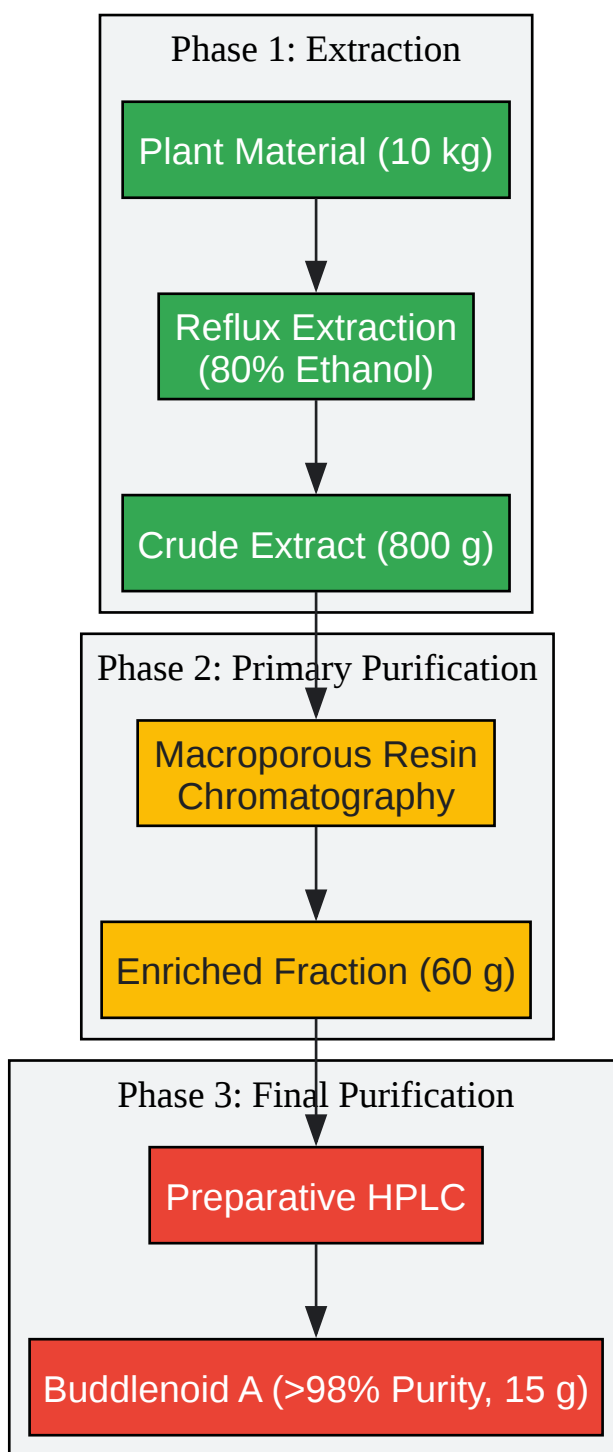 Phase 1: Extraction
Plant Material (10 kg)
Reflux Extraction
(80% Ethanol)
Crude Extract (800 g)
Phase 2: Primary Purification
Macroporous Resin
Chromatography
Enriched Fraction (60 g)
Phase 3: Final Purification
Preparative HPLC
Buddlenoid A (>98% Purity, 15 g)